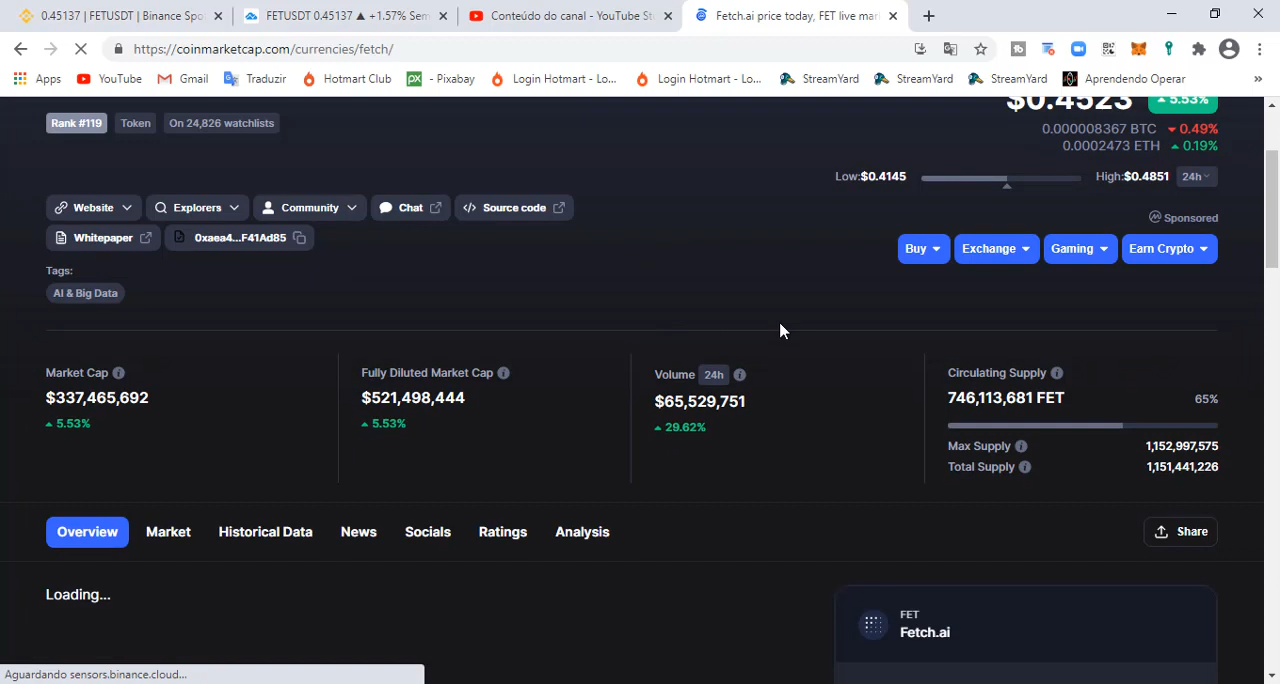 0.45137 | FETUSDT | Binance Spo
FETUSDT 0.45137 ▲ +1.57% Sem
Conteúdo do canal - YouTube St
Fetch.ai price today, FET live mar
https://coinmarketcap.com/currencies/fetch/
Apps
YouTube
Gmail
Traduzir
Hotmart Club
- Pixabay
Login Hotmart - Lo...
Login Hotmart - Lo...
StreamYard
StreamYard
StreamYard
Aprendendo Operar
»
$0.4523
5.53%
Rank #119
Token
On 24,826 watchlists
0.000008367 BTC
0.49%
0.0002473 ETH
0.19%
Low:$0.4145
High:$0.4851
24h
Website
Explorers
Community
Chat
Source code
Whitepaper
0xaea4...F41Ad85
Sponsored
Buy
Exchange
Gaming
Earn Crypto
Tags:
AI & Big Data
Market Cap
$337,465,692
5.53%
Fully Diluted Market Cap
$521,498,444
5.53%
Volume 24h
$65,529,751
29.62%
Circulating Supply
746,113,681 FET
65%
Max Supply
1,152,997,575
Total Supply
1,151,441,226
Overview
Market
Historical Data
News
Socials
Ratings
Analysis
Share
Loading...
FET
Fetch.ai
Aguardando sensors.binance.cloud...